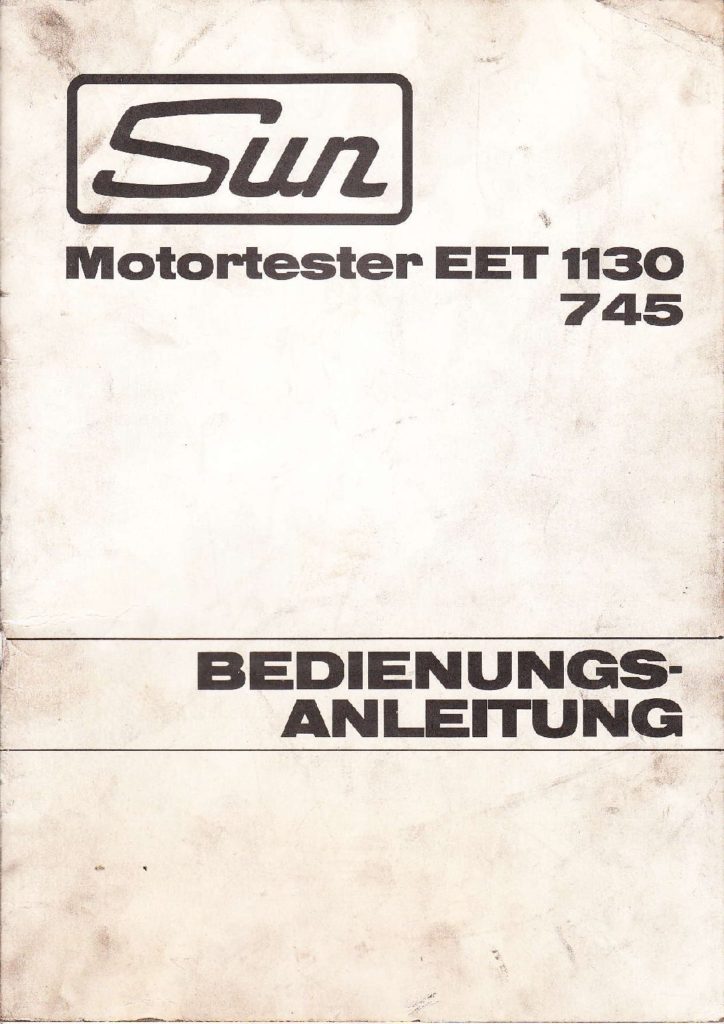 Sun
Motortester EET 1130
745
BEDIENUNGS-
ANLEITUNG